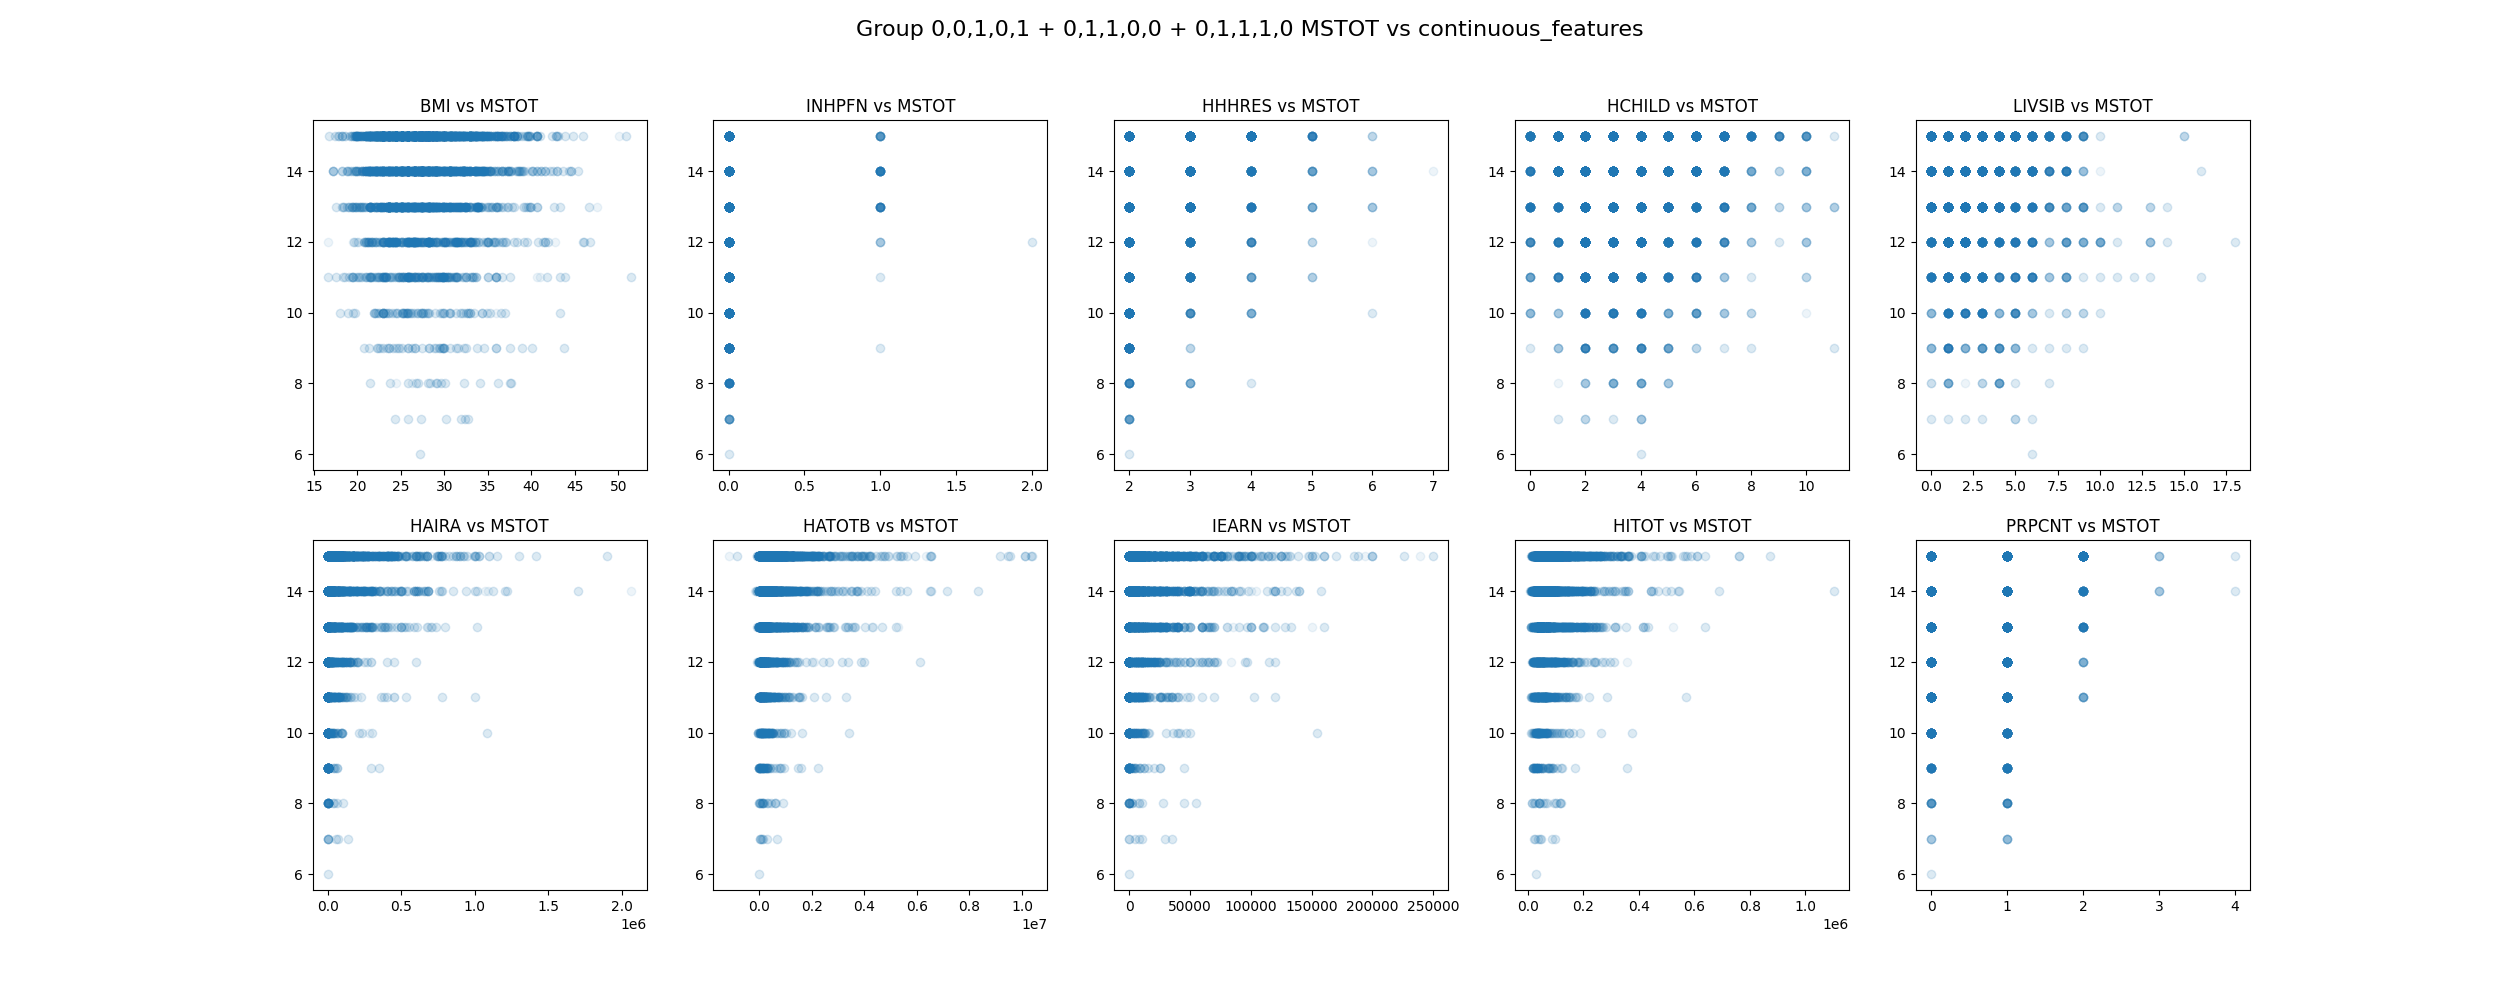 Group 0,0,1,0,1 + 0,1,1,0,0 + 0,1,1,1,0 MSTOT vs continuous_features
BMI vs MSTOT
14
12
10
8
6
15 20 25 30 35 40 45 50
INHPFN vs MSTOT
14
12
10
8
6
0.0 0.5 1.0 1.5 2.0
HHHRES vs MSTOT
14
12
10
8
6
2 3 4 5 6 7
HCHILD vs MSTOT
14
12
10
8
6
0 2 4 6 8 10
LIVSIB vs MSTOT
14
12
10
8
6
0.0 2.5 5.0 7.5 10.0 12.5 15.0 17.5
HAIRA vs MSTOT
14
12
10
8
6
0.0 0.5 1.0 1.5 2.0
1e6
HATOTB vs MSTOT
14
12
10
8
6
0.0 0.2 0.4 0.6 0.8 1.0
1e7
IEARN vs MSTOT
14
12
10
8
6
0 50000 100000 150000 200000 250000
HITOT vs MSTOT
14
12
10
8
6
0.0 0.2 0.4 0.6 0.8 1.0
1e6
PRPCNT vs MSTOT
14
12
10
8
6
0 1 2 3 4